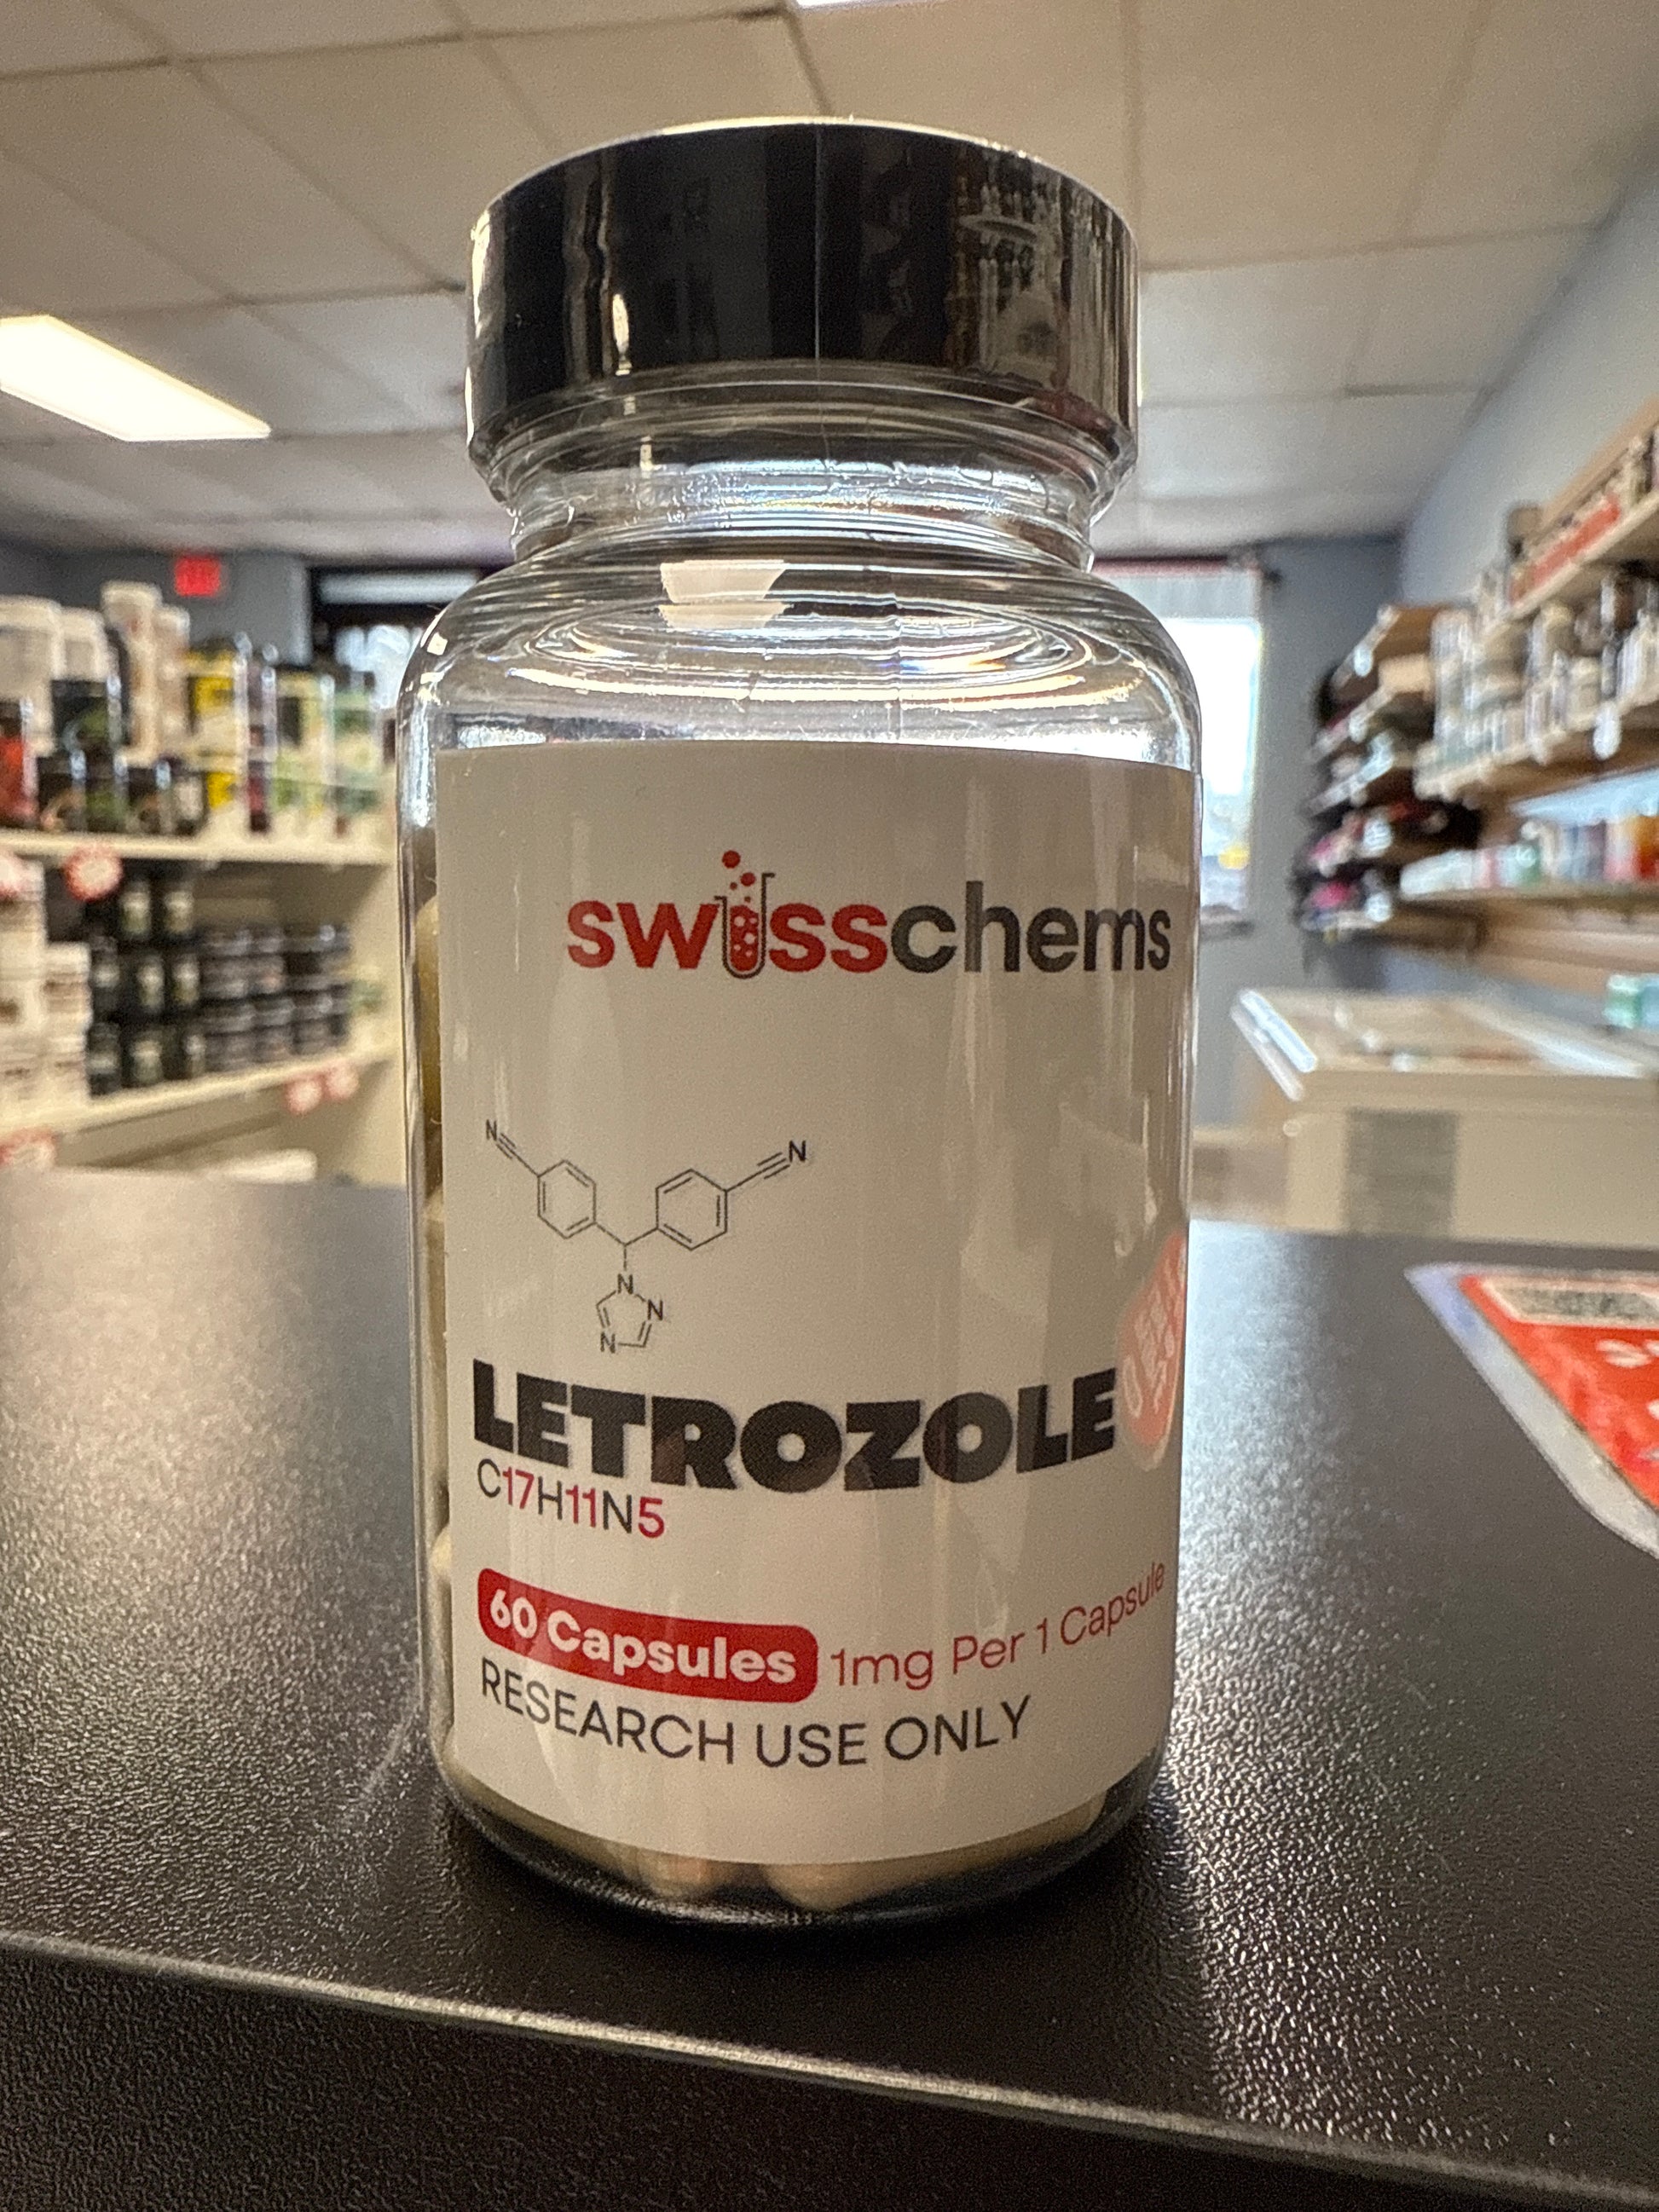 swisschems
N
N
N
N
N
LETROZOLE
C17H11N5
60 Capsules 1mg Per 1 Capsule
RESEARCH USE ONLY